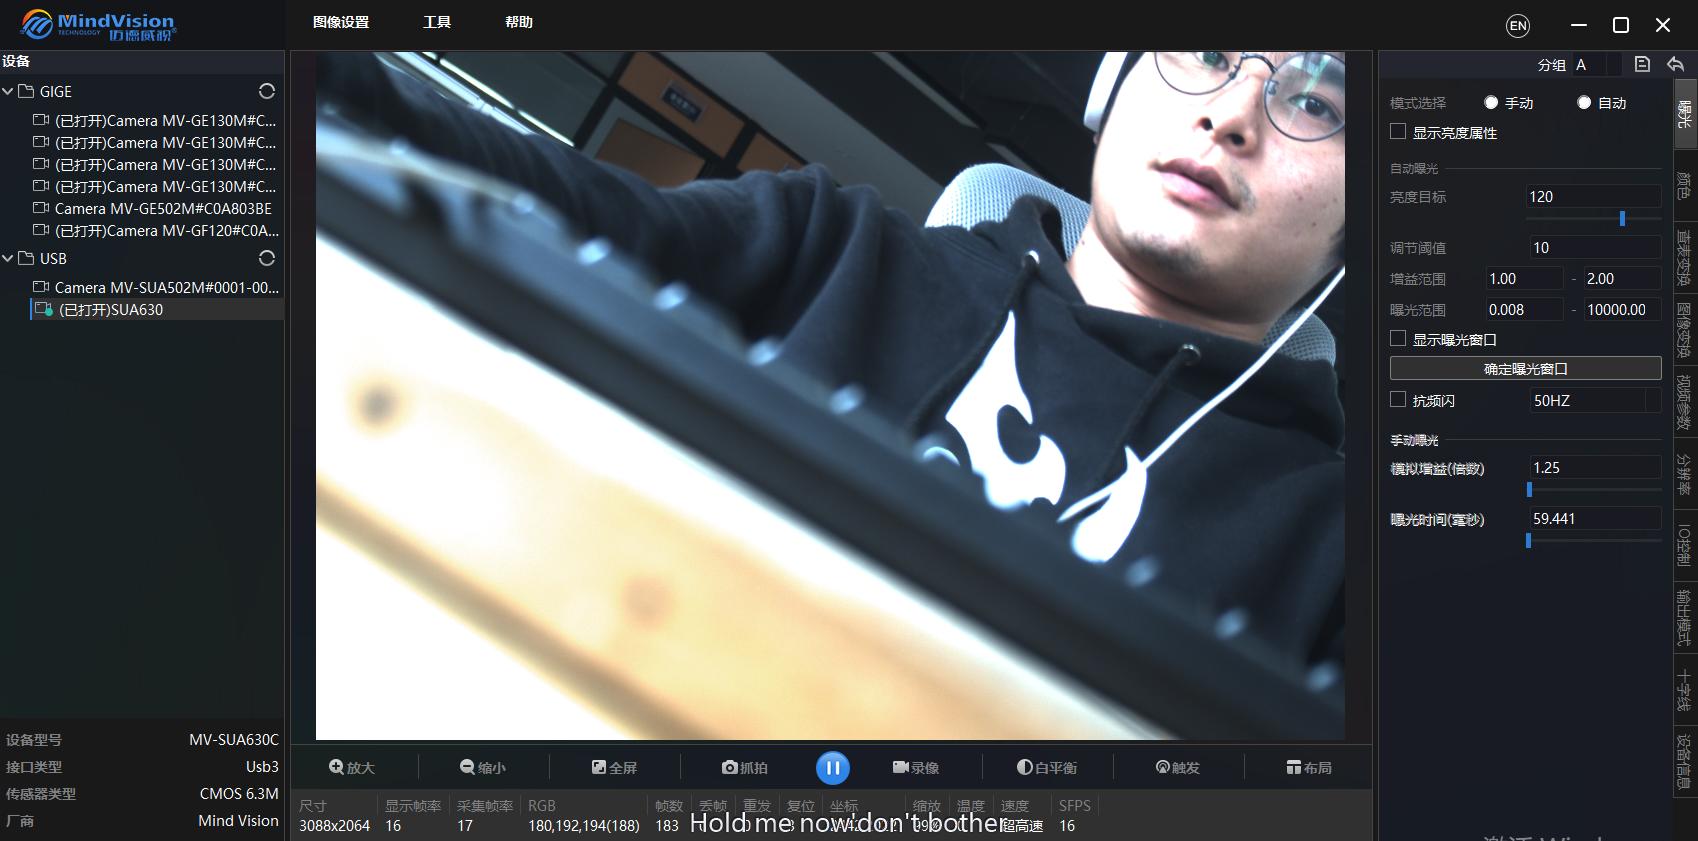 MindVision
TECHNOLOGY 迈德威视
图像设置 工具 帮助 EN
设备
GIGE
(已打开)Camera MV-GE130M#C...
(已打开)Camera MV-GE130M#C...
(已打开)Camera MV-GE130M#C...
(已打开)Camera MV-GE130M#C...
Camera MV-GE502M#C0A803BE
(已打开)Camera MV-GF120#C0A...
USB
Camera MV-SUA502M#0001-00...
(已打开)SUA630
设备型号 MV-SUA630C
接口类型 Usb3
传感器类型 CMOS 6.3M
厂商 Mind Vision
放大 缩小 全屏 抓拍 录像 白平衡 触发 布局
尺寸 显示帧率 采集帧率 RGB 帧数 丢帧 重发 复位 坐标 缩放 温度 速度 SFPS
3088x2064 16 17 180,192,194(188) 183 超高速 16
Hold me now'don't bother
分组 A
模式选择 手动 自动
显示亮度属性
自动曝光
亮度目标 120
调节阈值 10
增益范围 1.00 - 2.00
曝光范围 0.008 - 10000.00
显示曝光窗口
确定曝光窗口
抗频闪 50HZ
手动曝光
模拟增益(倍数) 1.25
曝光时间(毫秒) 59.441
曝光
颜色
查表变换
图像变换
视频参数
分辨率
IO控制
输出模式
十字线
设备信息